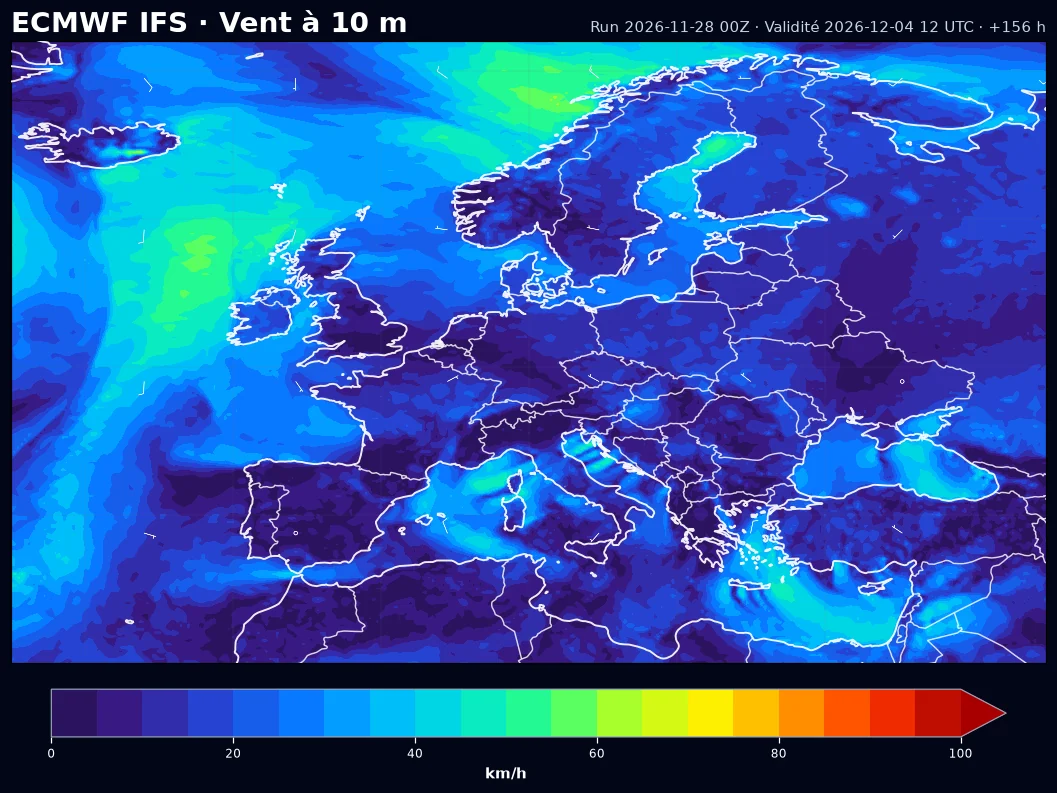 ECMWF IFS · Vent à 10 m
Run 2026-11-28 00Z · Validité 2026-12-04 12 UTC · +156 h
0 20 40 60 80 100
km/h